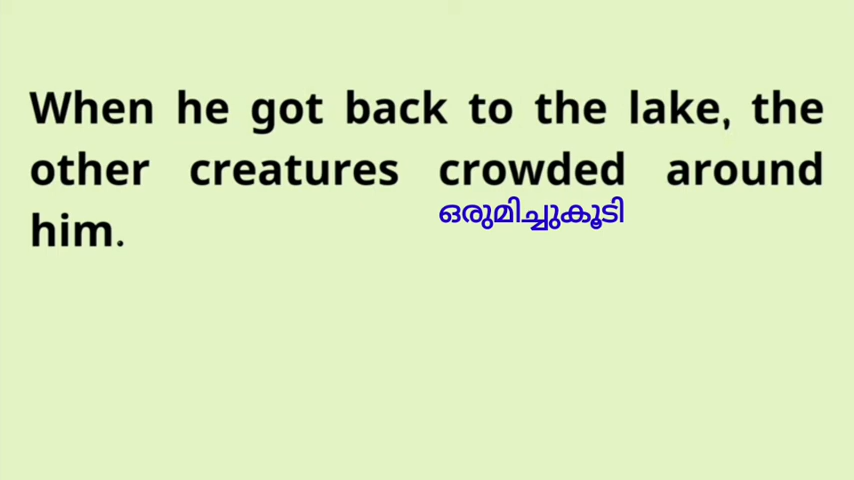 When he got back to the lake, the
other creatures crowded around
ഒരുമിച്ചുകൂടി
him.